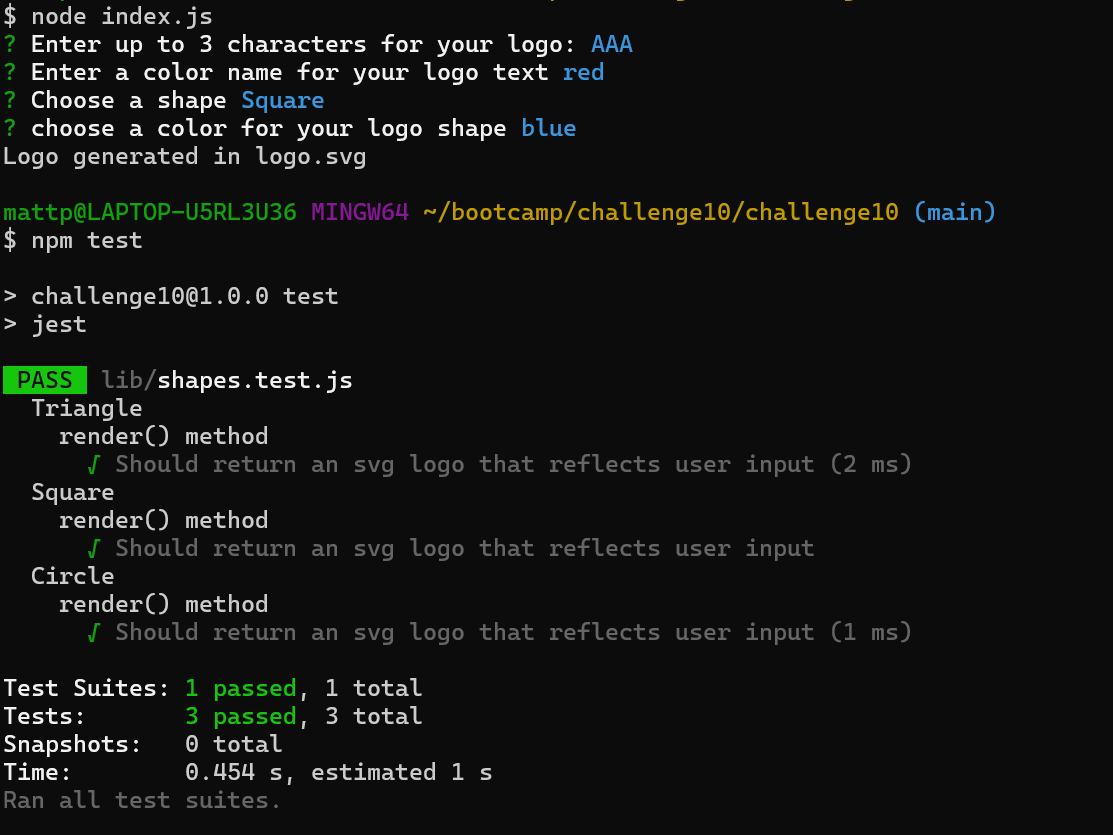 $ node index.js
? Enter up to 3 characters for your logo: AAA
? Enter a color name for your logo text red
? Choose a shape Square
? choose a color for your logo shape blue
Logo generated in logo.svg
mattp@LAPTOP-U5RL3U36 MINGW64 ~/bootcamp/challenge10/challenge10 (main)
$ npm test
> challenge10@1.0.0 test
> jest
PASS lib/shapes.test.js
Triangle
render() method
√ Should return an svg logo that reflects user input (2 ms)
Square
render() method
√ Should return an svg logo that reflects user input
Circle
render() method
√ Should return an svg logo that reflects user input (1 ms)
Test Suites: 1 passed, 1 total
Tests: 3 passed, 3 total
Snapshots: 0 total
Time: 0.454 s, estimated 1 s
Ran all test suites.